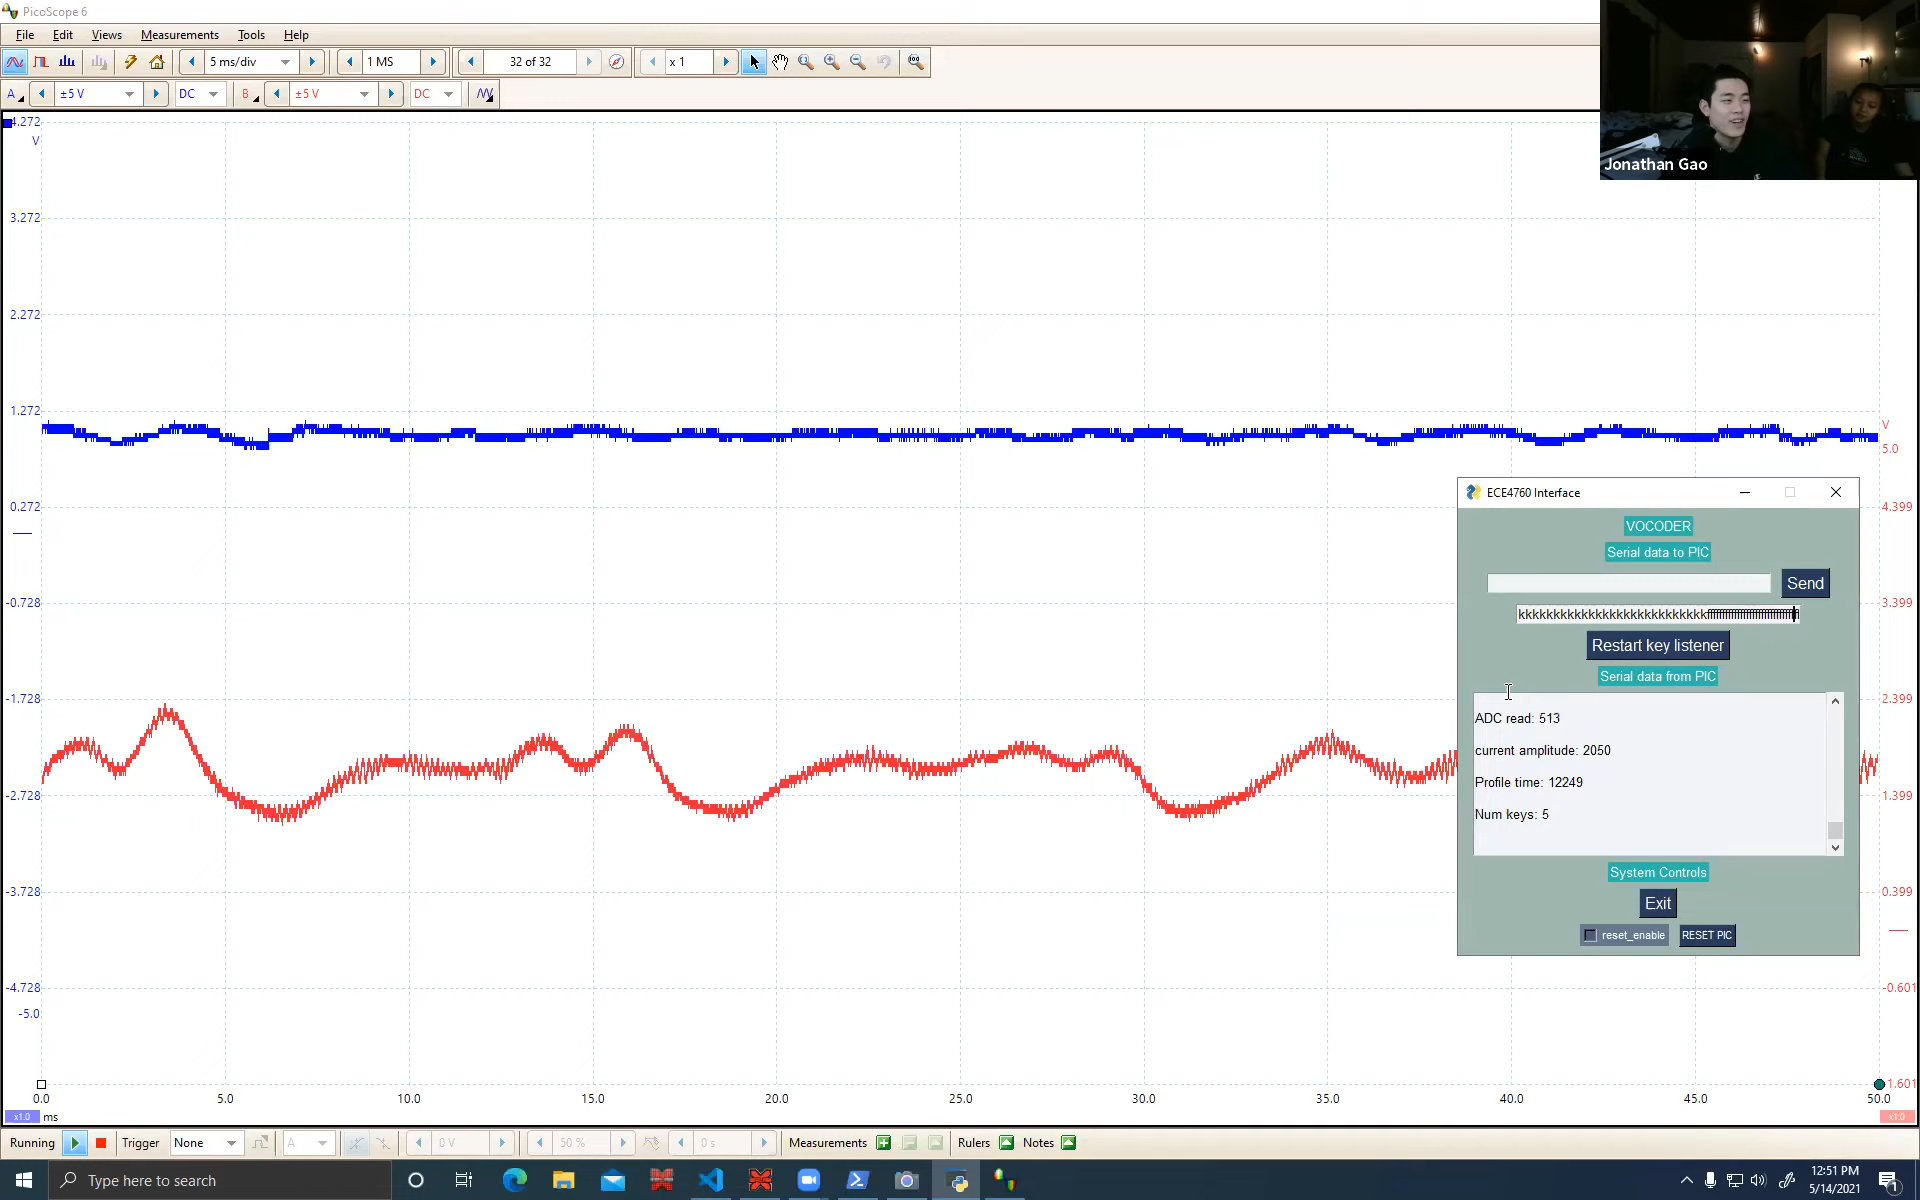 PicoScope 6
File Edit Views Measurements Tools Help
5 ms/div 1 MS 32 of 32 x 1
A ±5 V DC B ±5 V DC
Jonathan Gao
4.272
V
3.272
2.272
1.272
0.272
-0.728
-1.728
-2.728
-3.728
-4.728
-5.0
V
5.0
4.399
3.399
2.399
1.399
0.399
-0.601
-1.601
ECE4760 Interface
VOCODER
Serial data to PIC
Send
Restart key listener
Serial data from PIC
ADC read: 513
current amplitude: 2050
Profile time: 12249
Num keys: 5
System Controls
Exit
reset_enable RESET PIC
0.0 5.0 10.0 15.0 20.0 25.0 30.0 35.0 40.0 45.0 50.0
x1.0 ms x1.0
Running Trigger None A 0 V 50 % 0 s Measurements Rulers Notes
Type here to search
12:51 PM
5/14/2021
1